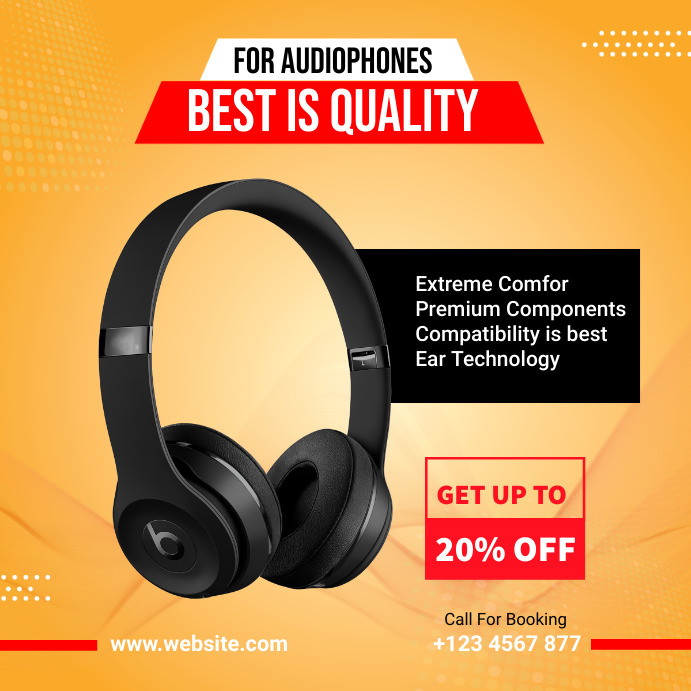 FOR AUDIOPHONES
BEST IS QUALITY
Extreme Comfor
Premium Components
Compatibility is best
Ear Technology
L
b
GET UP TO
20% OFF
Call For Booking
www.website.com
+123 4567 877